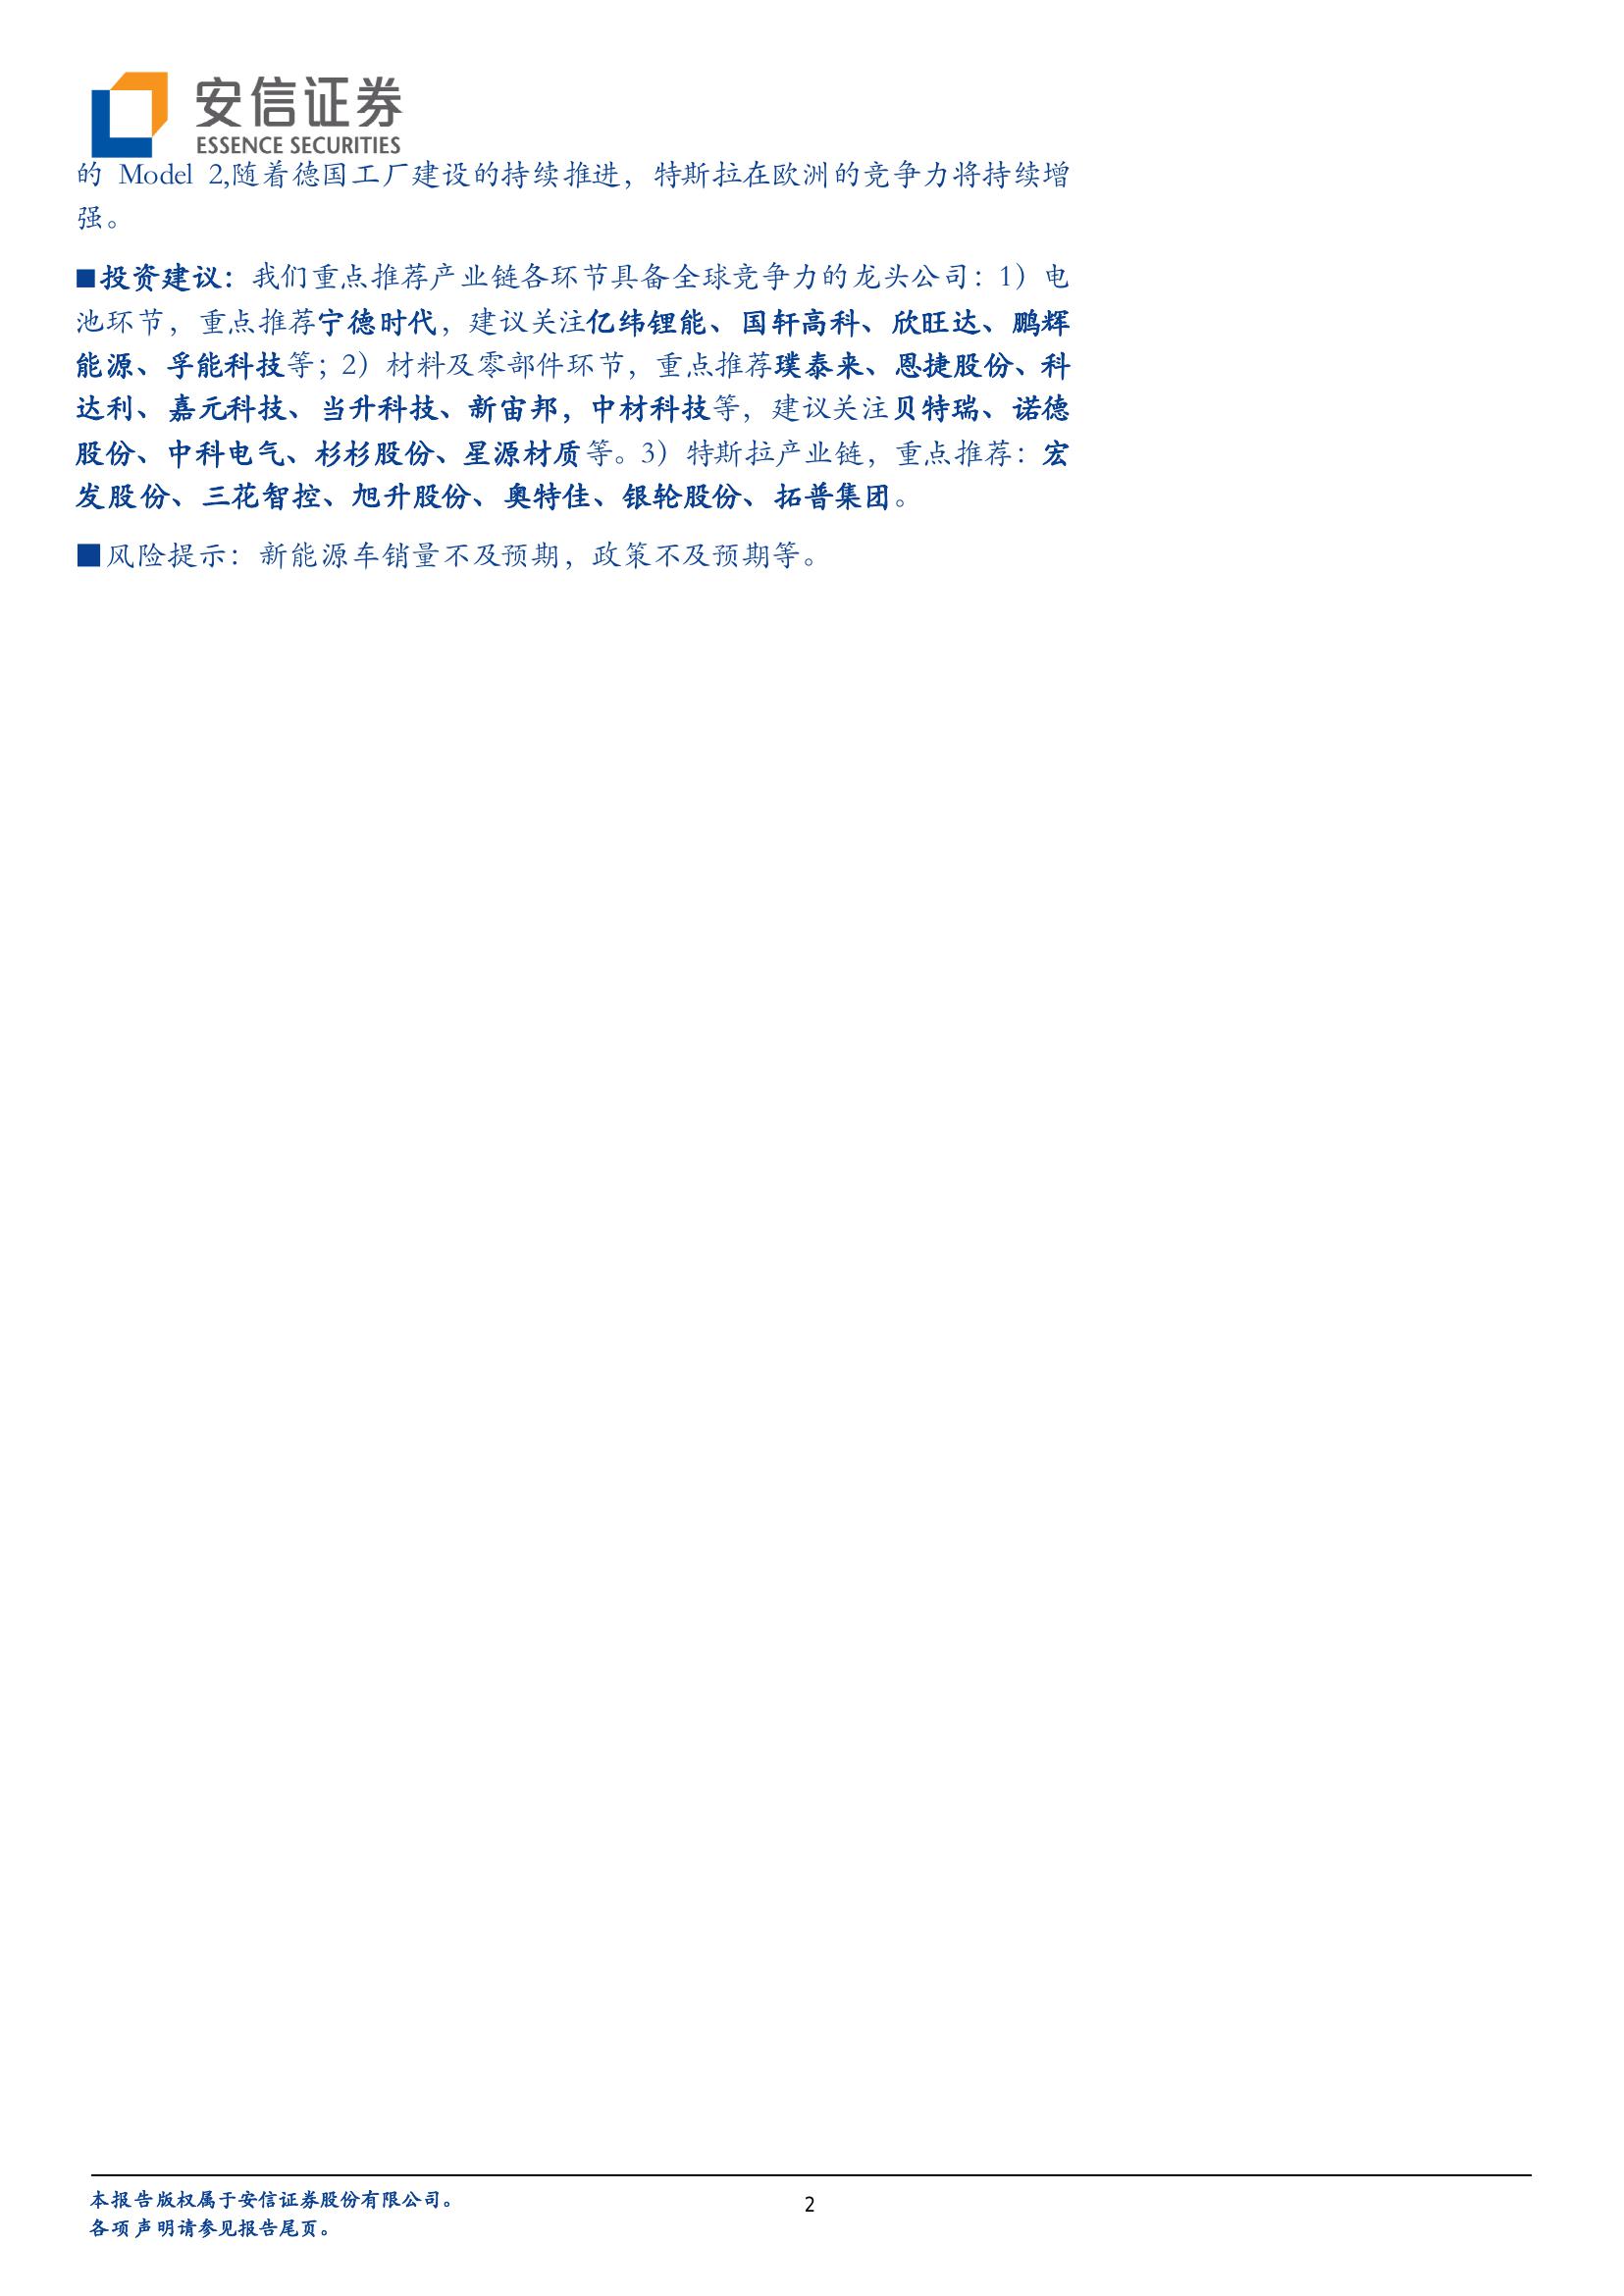 安信证券
ESSENCE SECURITIES
的 Model 2,随着德国工厂建设的持续推进，特斯拉在欧洲的竞争力将持续增
强。
■投资建议：我们重点推荐产业链各环节具备全球竞争力的龙头公司：1）电
池环节，重点推荐宁德时代，建议关注亿纬锂能、国轩高科、欣旺达、鹏辉
能源、孚能科技等；2）材料及零部件环节，重点推荐璞泰来、恩捷股份、科
达利、嘉元科技、当升科技、新宙邦，中材科技等，建议关注贝特瑞、诺德
股份、中科电气、杉杉股份、星源材质等。3）特斯拉产业链，重点推荐：宏
发股份、三花智控、旭升股份、奥特佳、银轮股份、拓普集团。
■风险提示：新能源车销量不及预期，政策不及预期等。
本报告版权属于安信证券股份有限公司。
各项声明请参见报告尾页。
2